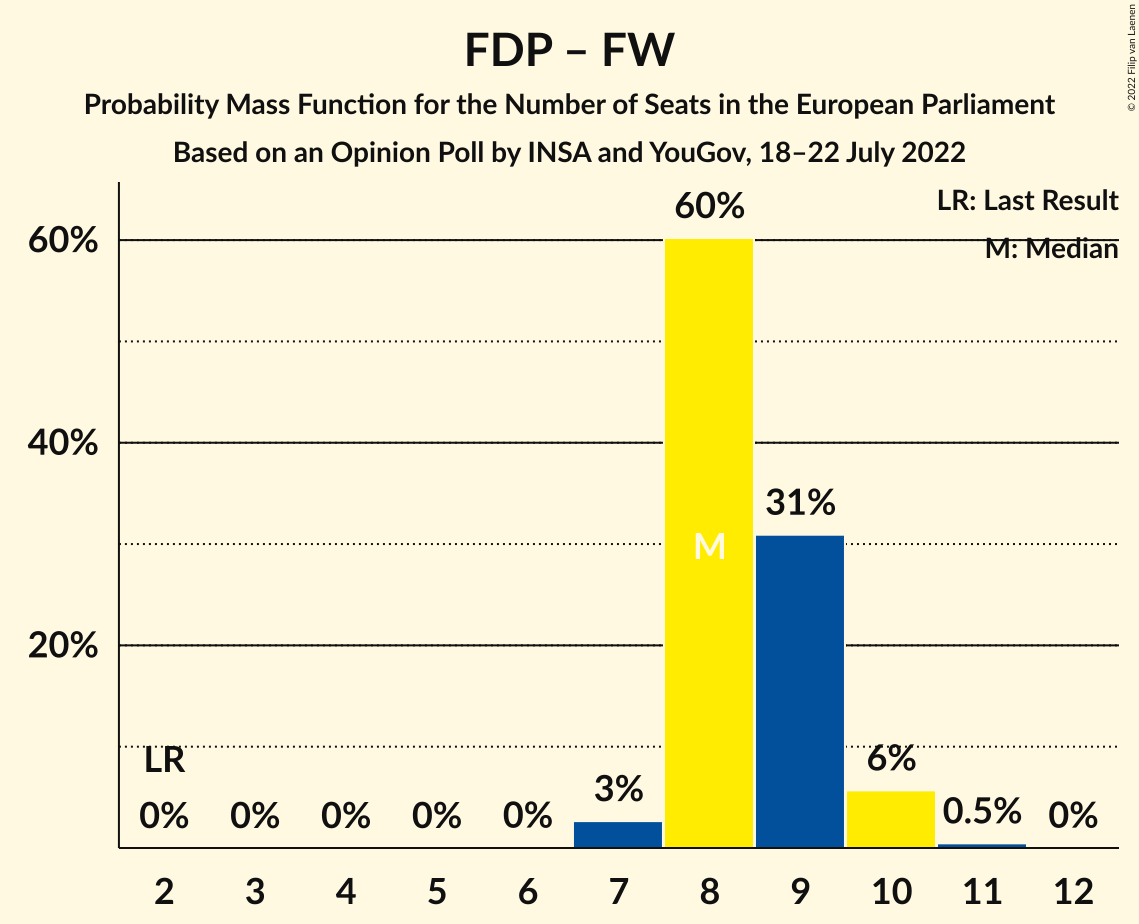 FDP – FW
Probability Mass Function for the Number of Seats in the European Parliament
Based on an Opinion Poll by INSA and YouGov, 18–22 July 2022
© 2022 Filip van Laenen
LR: Last Result
M: Median
60%
40%
20%
LR
0%
0%
0%
0%
0%
3%
60%
M
31%
6%
0.5%
0%
2 3 4 5 6 7 8 9 10 11 12